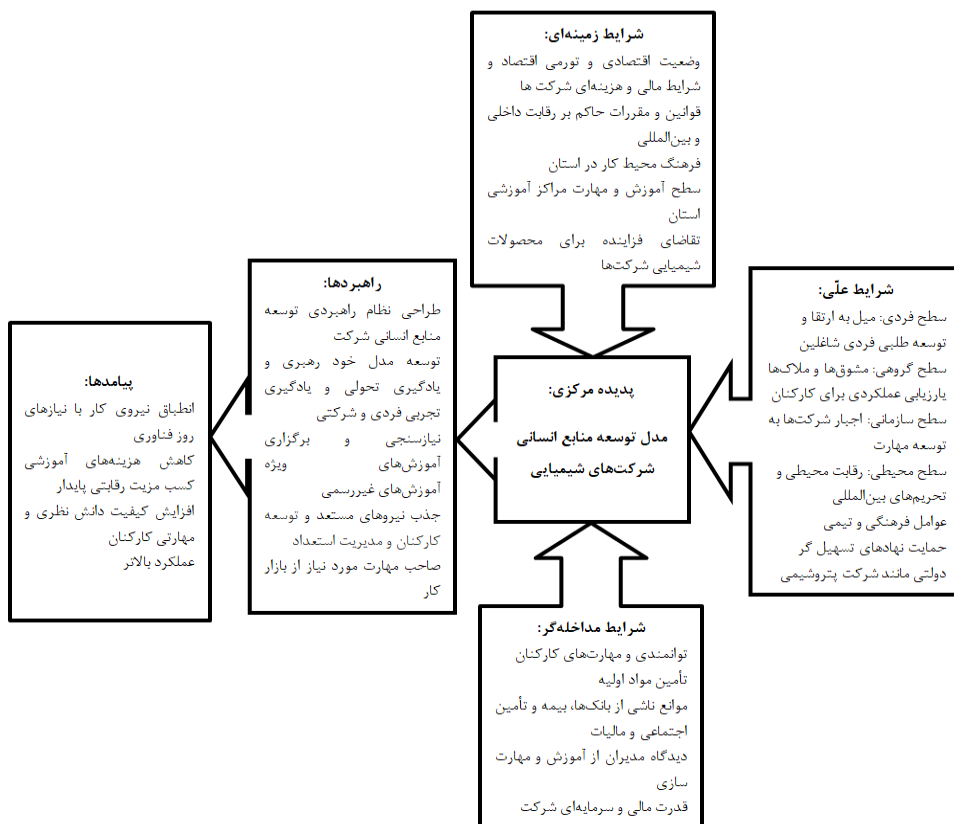 شرایط زمینه‌ای:
وضعیت اقتصادی و تورمی اقتصاد و
شرایط مالی و هزینه‌ای شرکت ها
قوانین و مقررات حاکم بر رقابت داخلی
و بین‌المللی
فرهنگ محیط کار در استان
سطح آموزش و مهارت مراکز آموزشی
استان
تقاضای فزاینده برای محصولات
شیمیایی شرکت‌ها
شرایط علّی:
سطح فردی: میل به ارتقا و
توسعه طلبی فردی شاغلین
سطح گروهی: مشوق‌ها و ملاک‌ها
یارزیابی عملکردی برای کارکنان
سطح سازمانی: اجبار شرکت‌ها به
توسعه مهارت
سطح محیطی: رقابت محیطی و
تحریم‌های بین‌المللی
عوامل فرهنگی و تیمی
حمایت نهادهای تسهیل گر
دولتی مانند شرکت پتروشیمی
پدیده مرکزی:
مدل توسعه منابع انسانی
شرکت‌های شیمیایی
راهبردها:
طراحی نظام راهبردی توسعه
منابع انسانی شرکت
توسعه مدل خود رهبری و
یادگیری تحولی و یادگیری
تجربی فردی و شرکتی
نیازسنجی و برگزاری
آموزش‌های ویژه
آموزش‌های غیررسمی
جذب نیروهای مستعد و توسعه
کارکنان و مدیریت استعداد
صاحب مهارت مورد نیاز از بازار
کار
پیامدها:
انطباق نیروی کار با نیازهای
روز فناوری
کاهش هزینه‌های آموزشی
کسب مزیت رقابتی پایدار
افزایش کیفیت دانش نظری و
مهارتی کارکنان
عملکرد بالاتر
شرایط مداخله‌گر:
توانمندی و مهارت‌های کارکنان
تأمین مواد اولیه
موانع ناشی از بانک‌ها، بیمه و تأمین
اجتماعی و مالیات
دیدگاه مدیران از آموزش و مهارت
سازی
قدرت مالی و سرمایه‌ای شرکت